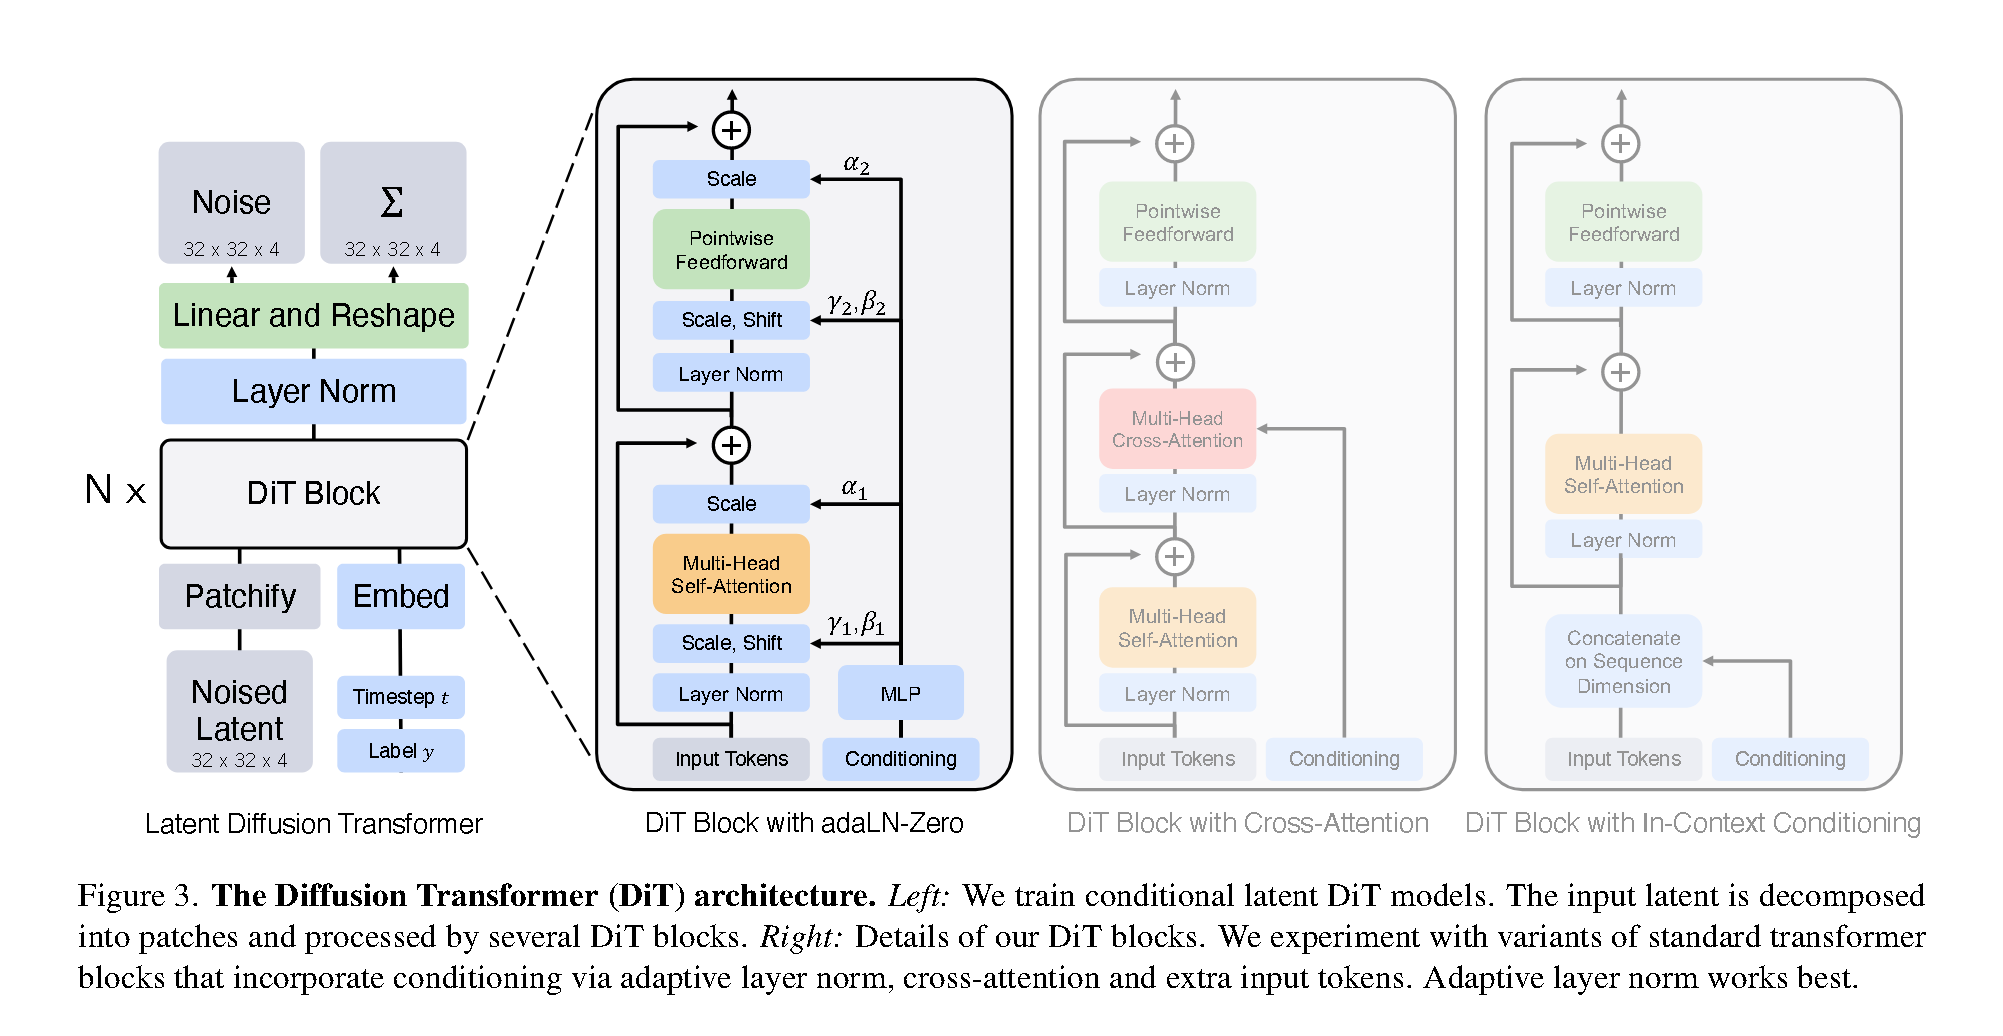 Noise
32 x 32 x 4
Σ
32 x 32 x 4
Linear and Reshape
Layer Norm
N x
DiT Block
Patchify
Embed
Noised
Latent
32 x 32 x 4
Timestep t
Label y
Latent Diffusion Transformer
+
Scale
α2
Pointwise
Feedforward
γ2,β2
Scale, Shift
Layer Norm
+
Scale
α1
Multi-Head
Self-Attention
γ1,β1
Scale, Shift
Layer Norm
MLP
Input Tokens
Conditioning
DiT Block with adaLN-Zero
+
Pointwise
Feedforward
Layer Norm
+
Multi-Head
Cross-Attention
Layer Norm
+
Multi-Head
Self-Attention
Layer Norm
Input Tokens
Conditioning
DiT Block with Cross-Attention
+
Pointwise
Feedforward
Layer Norm
+
Multi-Head
Self-Attention
Layer Norm
Concatenate
on Sequence
Dimension
Input Tokens
Conditioning
DiT Block with In-Context Conditioning
Figure 3. The Diffusion Transformer (DiT) architecture. Left: We train conditional latent DiT models. The input latent is decomposed
into patches and processed by several DiT blocks. Right: Details of our DiT blocks. We experiment with variants of standard transformer
blocks that incorporate conditioning via adaptive layer norm, cross-attention and extra input tokens. Adaptive layer norm works best.